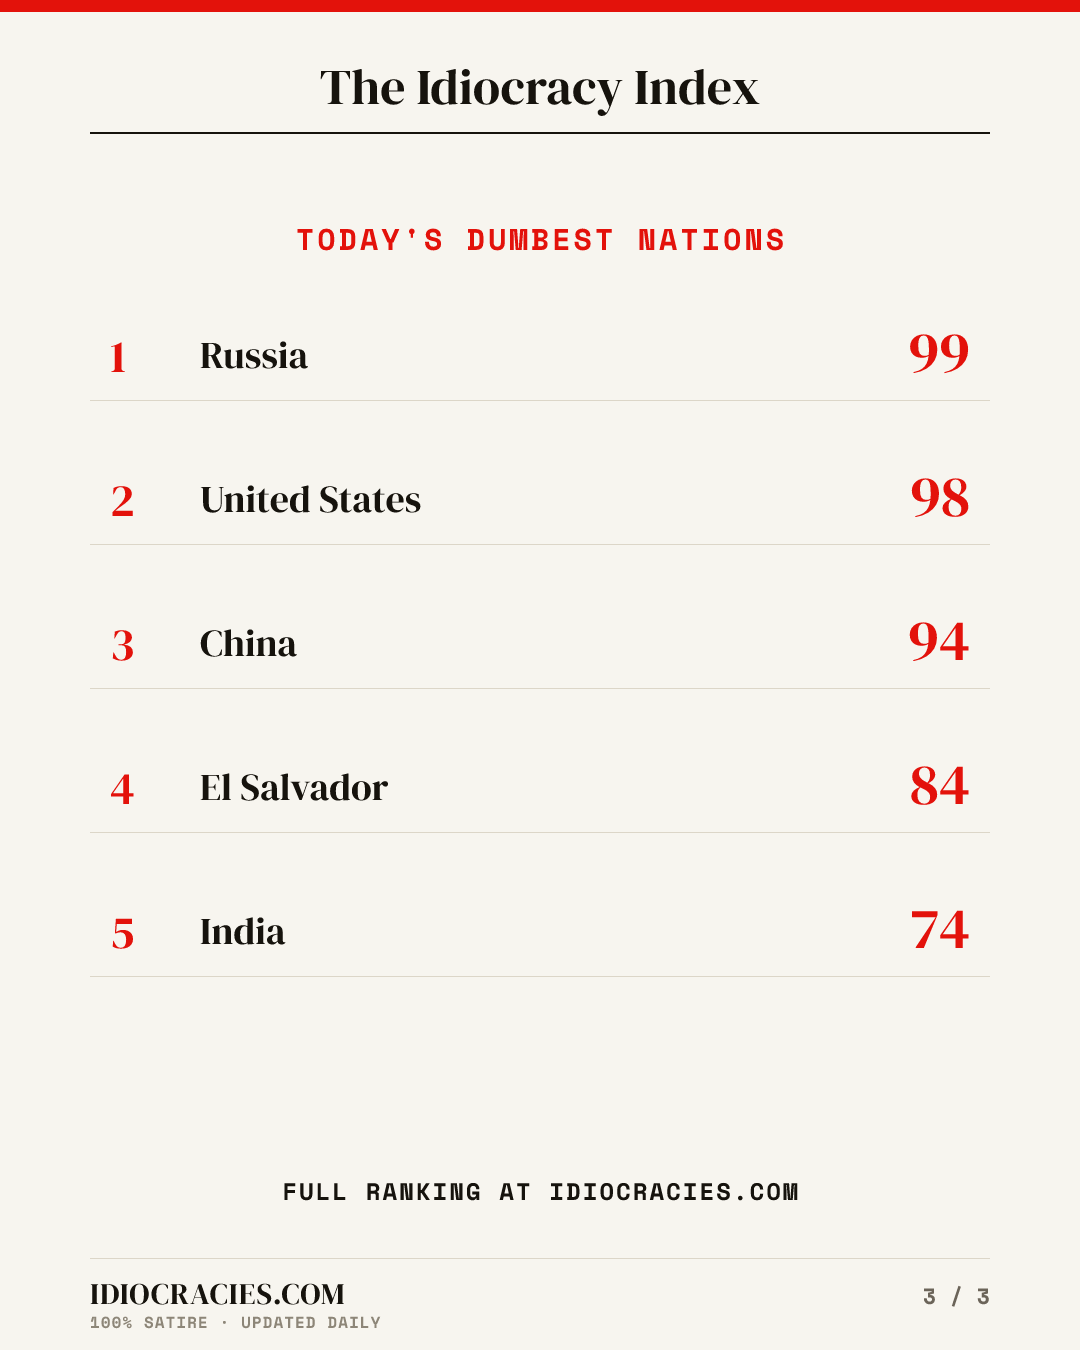 The Idiocracy Index
TODAY'S DUMBEST NATIONS
1 Russia 99
2 United States 98
3 China 94
4 El Salvador 84
5 India 74
FULL RANKING AT IDIOCRACIES.COM
IDIOCRACIES.COM
3 / 3
100% SATIRE · UPDATED DAILY